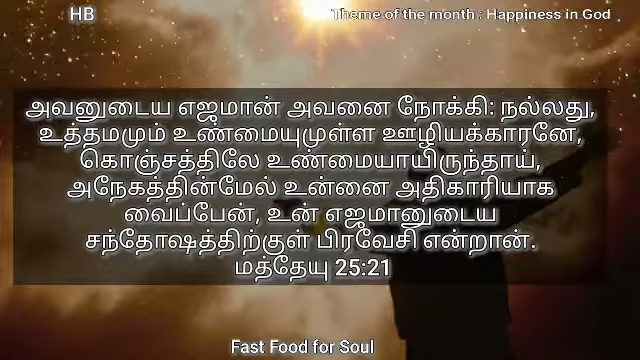 HB
Theme of the month : Happiness in God
அவனுடைய எஜமான் அவனை நோக்கி: நல்லது,
உத்தமமும் உண்மையுமுள்ள ஊழியக்காரனே,
கொஞ்சத்திலே உண்மையாயிருந்தாய்,
அநேகத்தின்மேல் உன்னை அதிகாரியாக
வைப்பேன், உன் எஜமானுடைய
சந்தோஷத்திற்குள் பிரவேசி என்றான்.
மத்தேயு 25:21
Fast Food for Soul